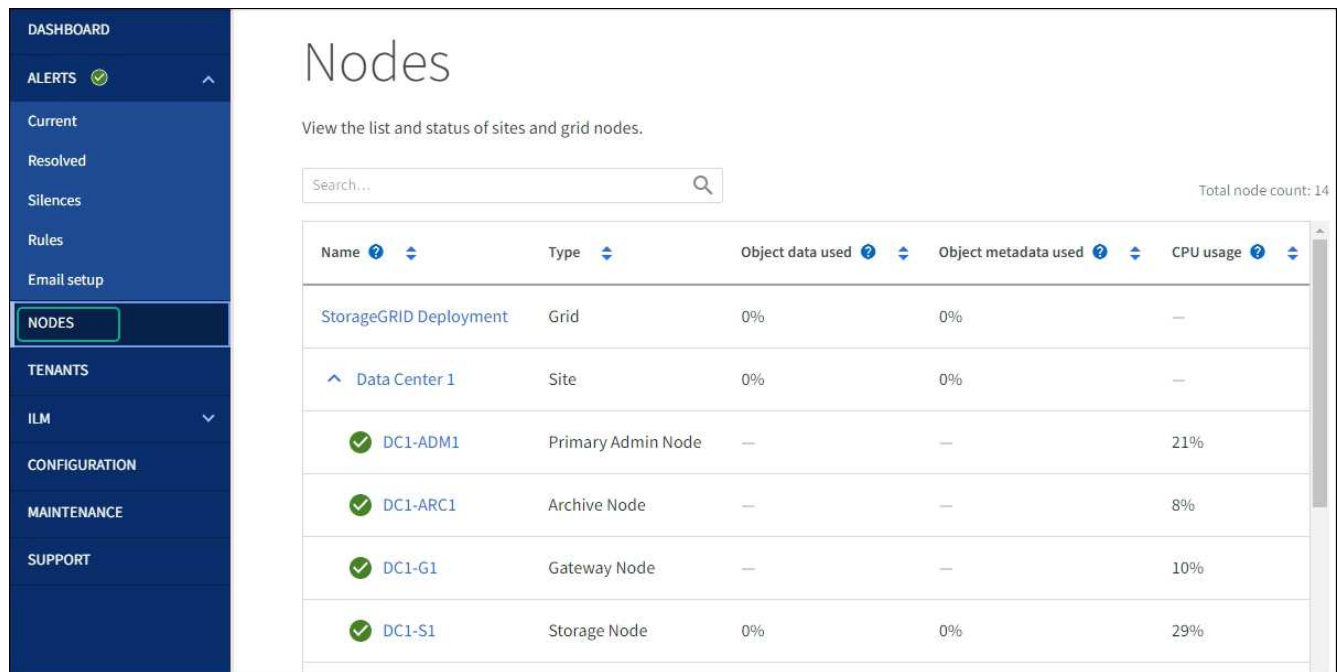 DASHBOARD
ALERTS
Current
Resolved
Silences
Rules
Email setup
NODES
TENANTS
ILM
CONFIGURATION
MAINTENANCE
SUPPORT
Nodes
View the list and status of sites and grid nodes.
Search...
Total node count: 14
Name ? Type Object data used ? Object metadata used ? CPU usage ?
StorageGRID Deployment Grid 0% 0% —
Data Center 1 Site 0% 0% —
DC1-ADM1 Primary Admin Node — — 21%
DC1-ARC1 Archive Node — — 8%
DC1-G1 Gateway Node — — 10%
DC1-S1 Storage Node 0% 0% 29%